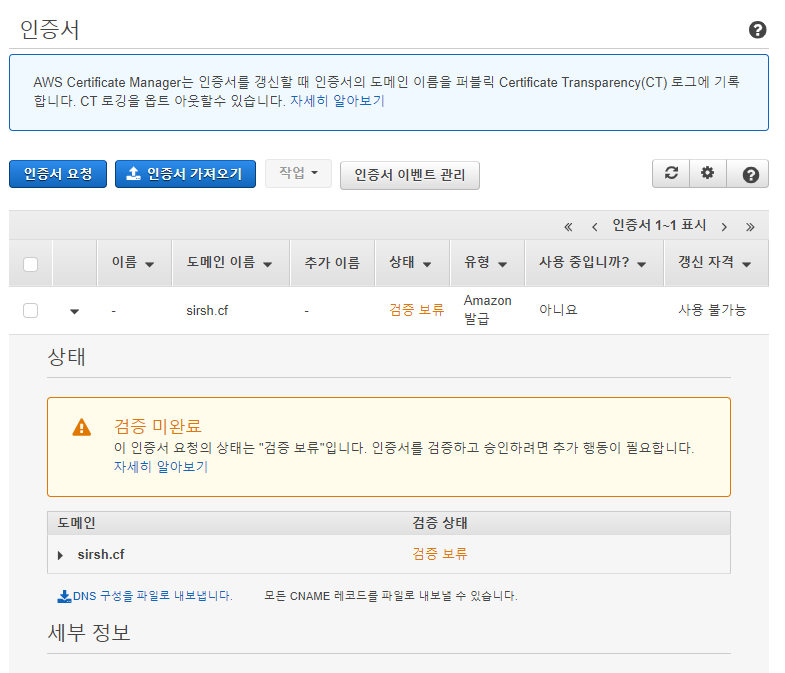 인증서
AWS Certificate Manager는 인증서를 갱신할 때 인증서의 도메인 이름을 퍼블릭 Certificate Transparency(CT) 로그에 기록
합니다. CT 로깅을 옵트 아웃할수 있습니다. 자세히 알아보기
인증서 요청 인증서 가져오기 작업 인증서 이벤트 관리
« ‹ 인증서 1~1 표시 › »
이름 도메인 이름 추가 이름 상태 유형 사용 중입니까? 갱신 자격
- sirsh.cf - 검증 보류 Amazon 발급 아니요 사용 불가능
상태
검증 미완료
이 인증서 요청의 상태는 "검증 보류"입니다. 인증서를 검증하고 승인하려면 추가 행동이 필요합니다.
자세히 알아보기
도메인 검증 상태
sirsh.cf 검증 보류
DNS 구성을 파일로 내보냅니다. 모든 CNAME 레코드를 파일로 내보낼 수 있습니다.
세부 정보